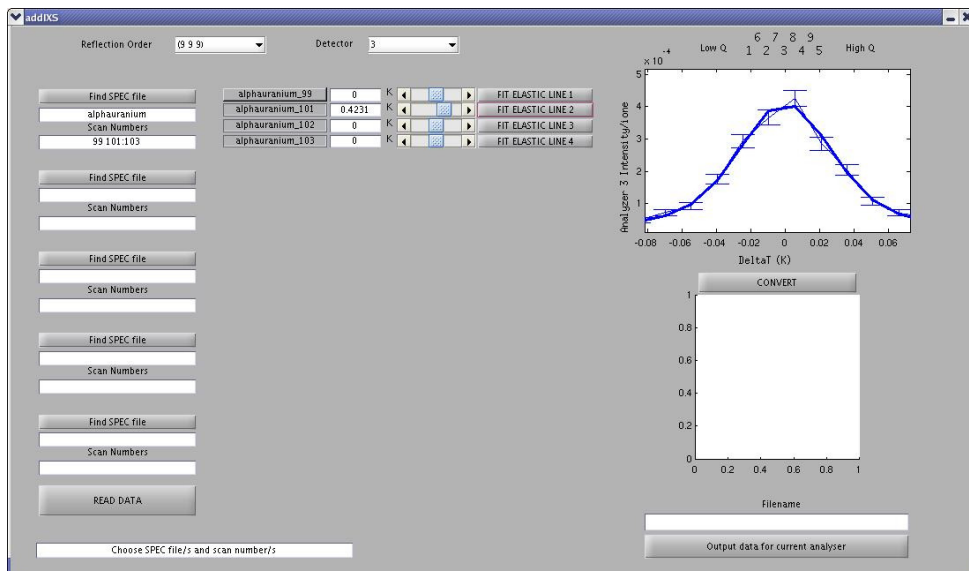 addIXS
Reflection Order (9 9 9) Detector 3
6 7 8 9
Low Q 1 2 3 4 5 High Q
Find SPEC file
alphauranium
Scan Numbers
99 101:103
alphauranium_99 0 K FIT ELASTIC LINE 1
alphauranium_101 0.4231 K FIT ELASTIC LINE 2
alphauranium_102 0 K FIT ELASTIC LINE 3
alphauranium_103 0 K FIT ELASTIC LINE 4
Find SPEC file
Scan Numbers
Find SPEC file
Scan Numbers
Find SPEC file
Scan Numbers
Find SPEC file
Scan Numbers
READ DATA
Choose SPEC file/s and scan number/s
x 10 -4
5
4
3
2
1
Analyzer 3 Intensity/ione
-0.08 -0.06 -0.04 -0.02 0 0.02 0.04 0.06
DeltaT (K)
CONVERT
1
0.8
0.6
0.4
0.2
0
0 0.2 0.4 0.6 0.8 1
Filename
Output data for current analyser